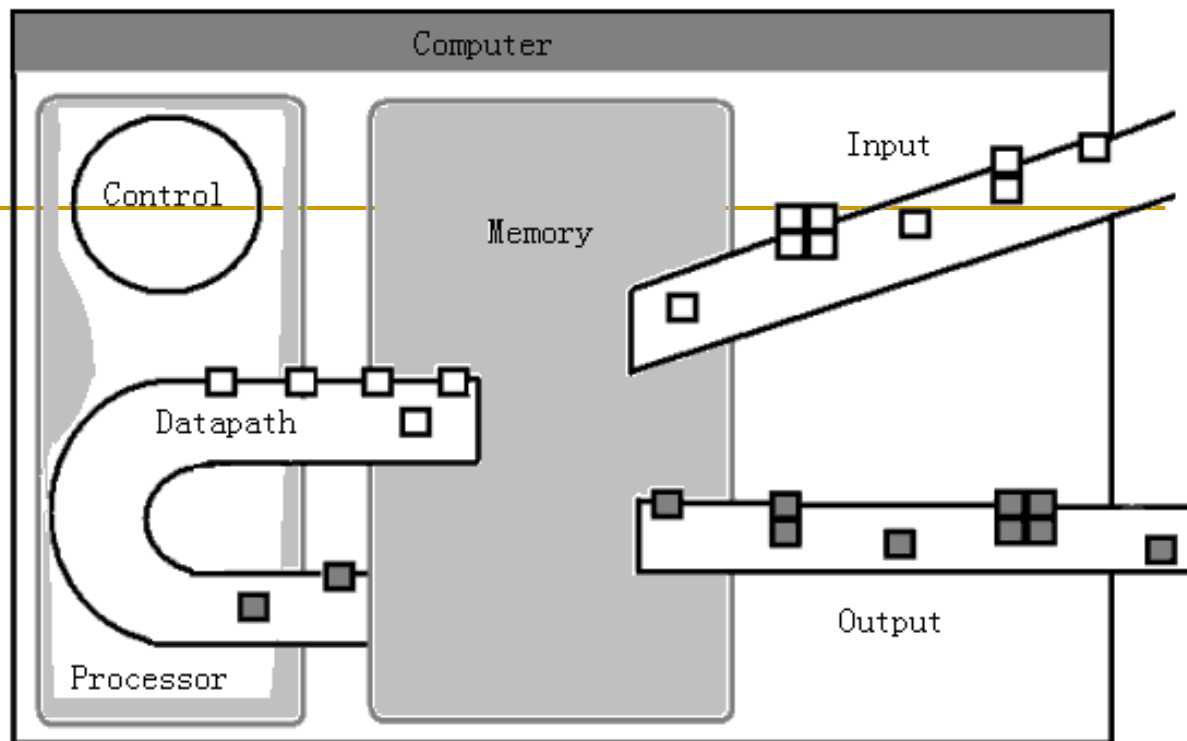 Computer
Control
Memory
Input
Datapath
Processor
Output